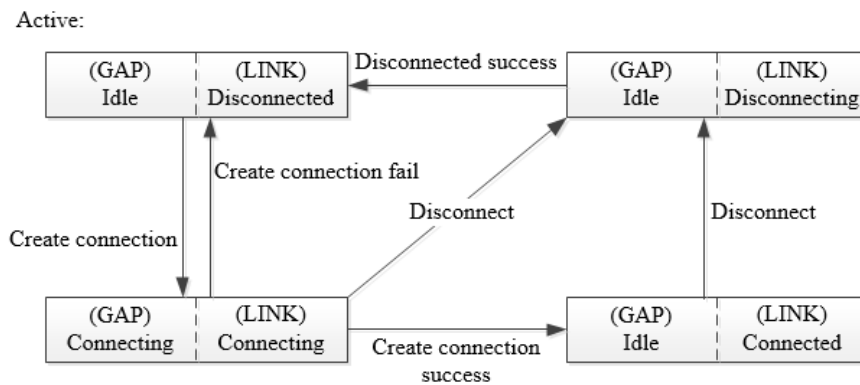 Active:
(GAP)
Idle
(LINK)
Disconnected
Disconnected success
(GAP)
Idle
(LINK)
Disconnecting
Create connection fail
Create connection
Disconnect
Disconnect
(GAP)
Connecting
(LINK)
Connecting
Create connection
success
(GAP)
Idle
(LINK)
Connected